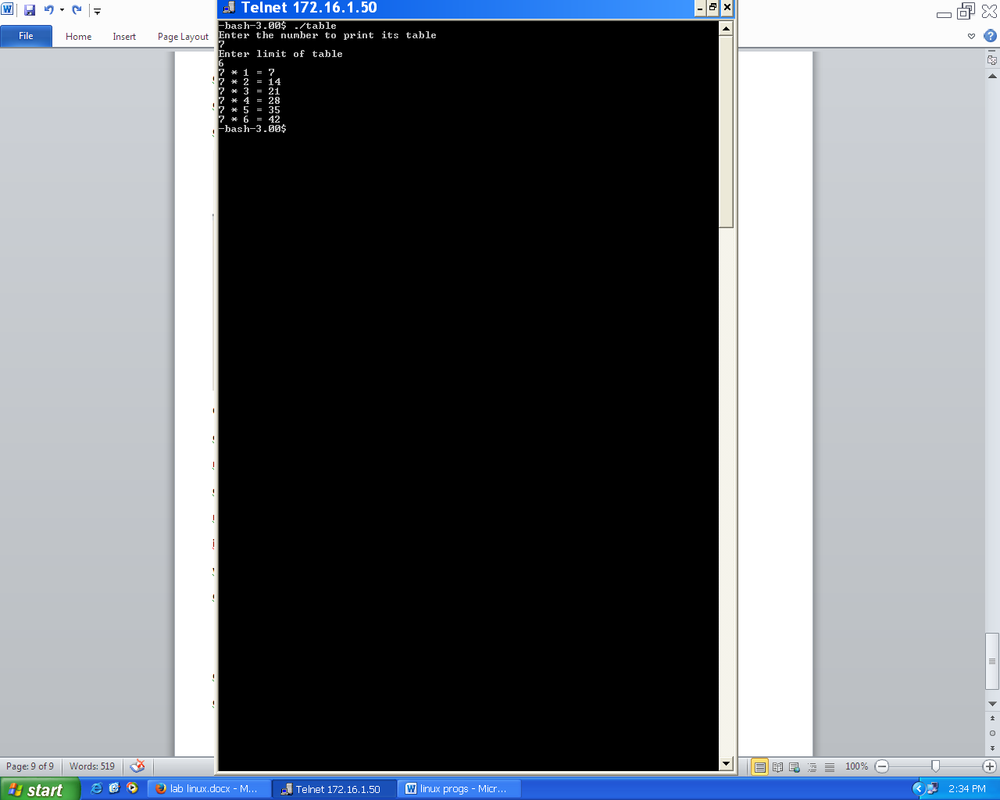 Telnet 172.16.1.50
File Home Insert Page Layout
-bash-3.00$ ./table
Enter the number to print its table
7
Enter limit of table
6
7 * 1 = 7
7 * 2 = 14
7 * 3 = 21
7 * 4 = 28
7 * 5 = 35
7 * 6 = 42
-bash-3.00$
Page: 9 of 9 Words: 519 100%
start lab linux.docx - M... Telnet 172.16.1.50 linux progs - Micr... 2:34 PM